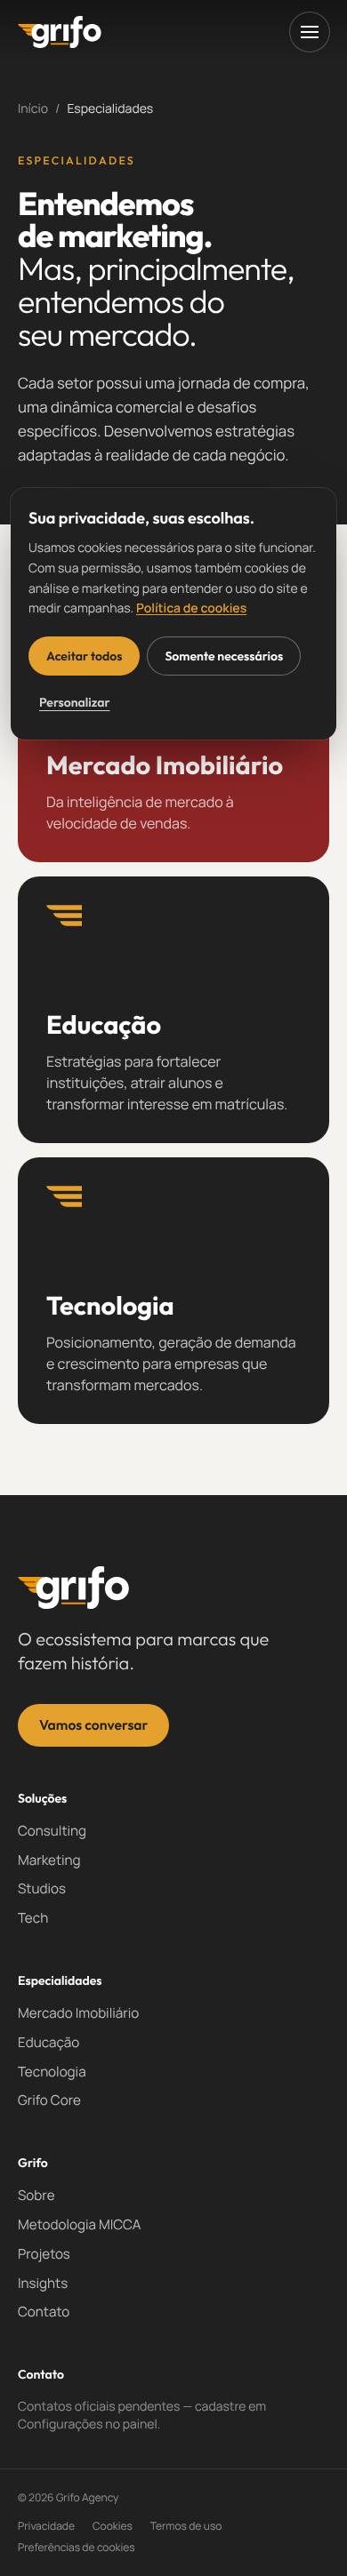 grifo
Início / Especialidades
ESPECIALIDADES
Entendemos
de marketing.
Mas, principalmente,
entendemos do
seu mercado.
Cada setor possui uma jornada de compra,
uma dinâmica comercial e desafios
específicos. Desenvolvemos estratégias
adaptadas à realidade de cada negócio.
Sua privacidade, suas escolhas.
Usamos cookies necessários para o site funcionar.
Com sua permissão, usamos também cookies de
análise e marketing para entender o uso do site e
medir campanhas. Política de cookies
Aceitar todos
Somente necessários
Personalizar
Mercado Imobiliário
Da inteligência de mercado à
velocidade de vendas.
Educação
Estratégias para fortalecer
instituições, atrair alunos e
transformar interesse em matrículas.
Tecnologia
Posicionamento, geração de demanda
e crescimento para empresas que
transformam mercados.
grifo
O ecossistema para marcas que
fazem história.
Vamos conversar
Soluções
Consulting
Marketing
Studios
Tech
Especialidades
Mercado Imobiliário
Educação
Tecnologia
Grifo Core
Grifo
Sobre
Metodologia MICCA
Projetos
Insights
Contato
Contato
Contatos oficiais pendentes — cadastre em
Configurações no painel.
© 2026 Grifo Agency
Privacidade Cookies Termos de uso
Preferências de cookies